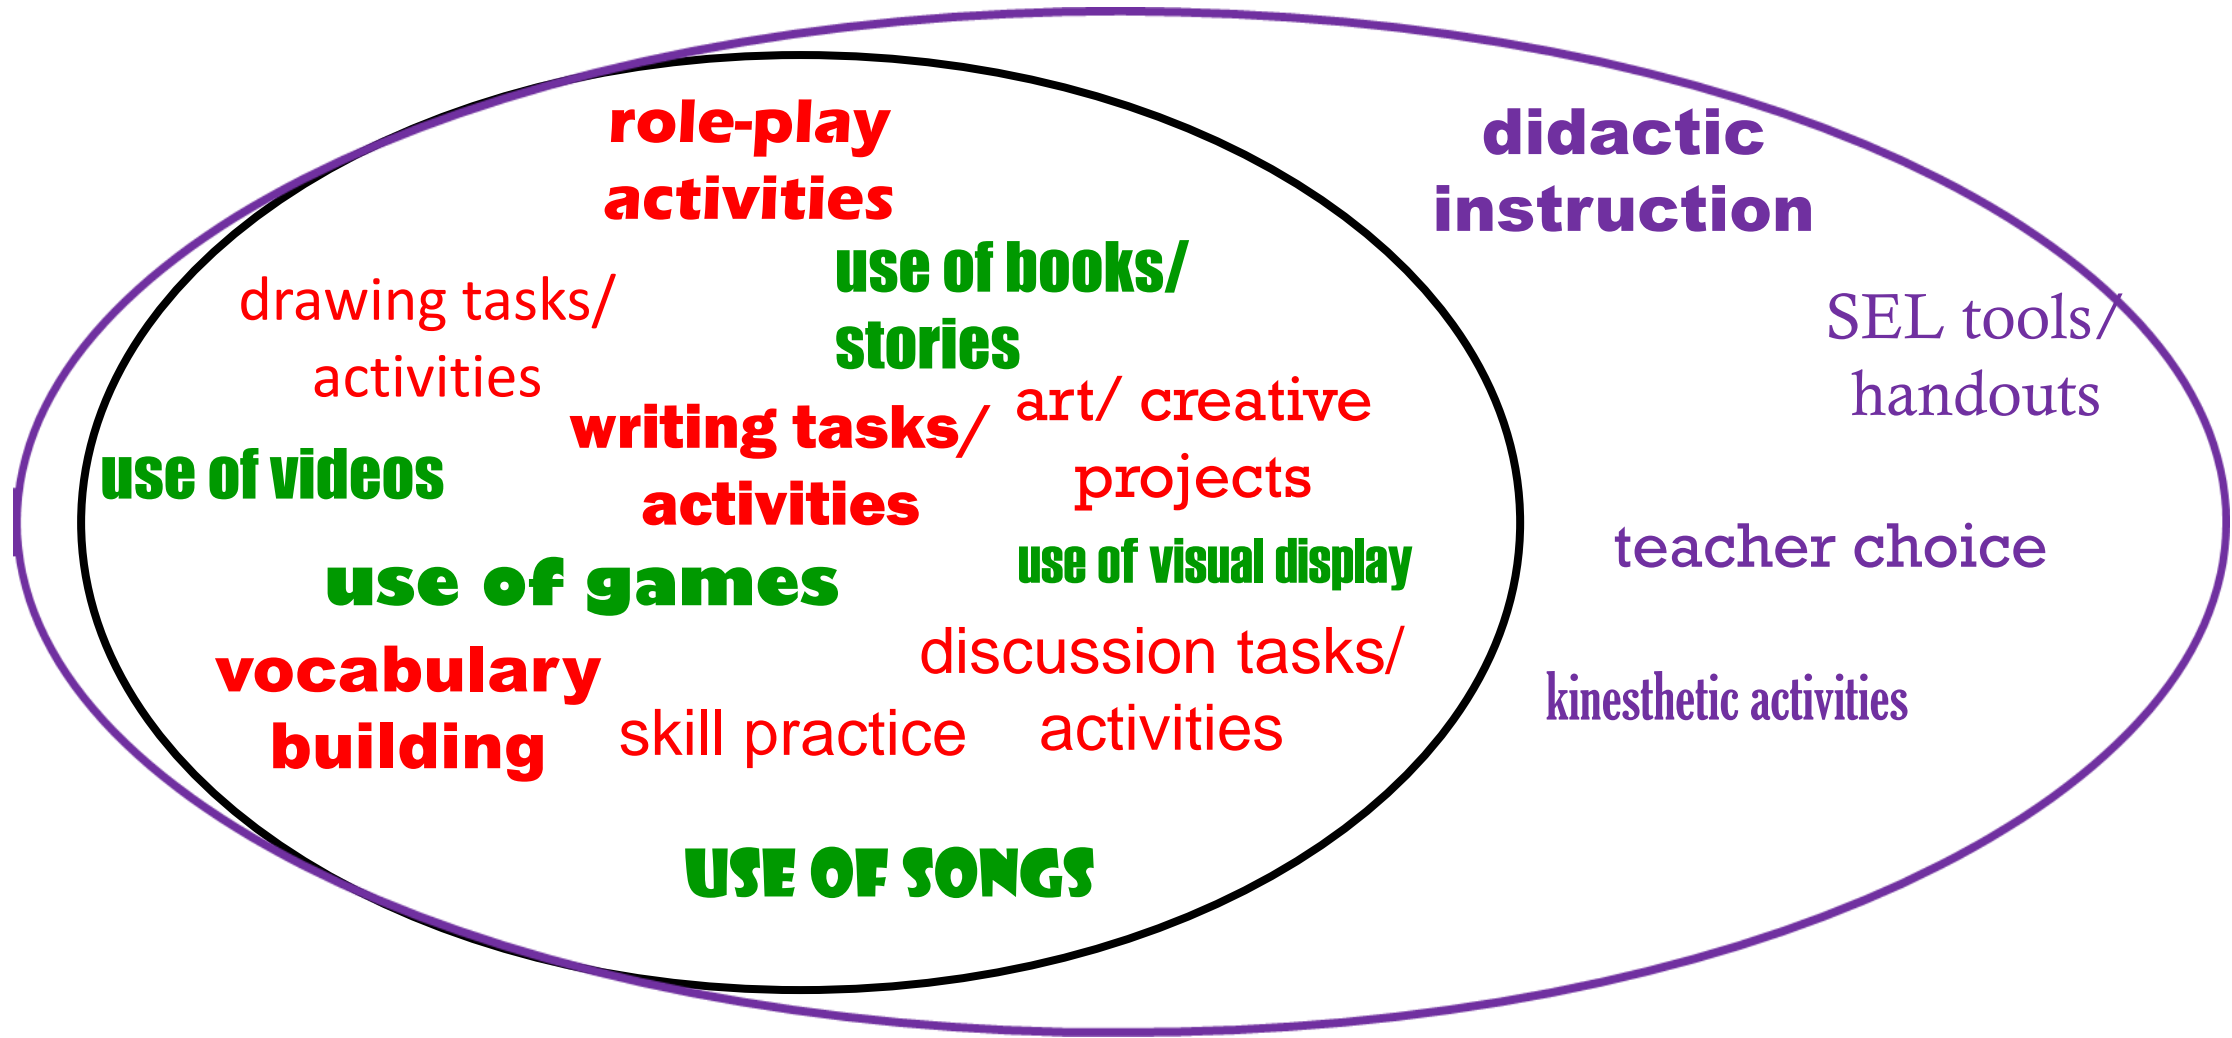 role-play
activities
didactic
instruction
use of books/
stories
drawing tasks/
activities
SEL tools/
handouts
writing tasks/
activities
art/ creative
projects
use of videos
use of visual display
teacher choice
use of games
vocabulary
building
discussion tasks/
activities
skill practice
kinesthetic activities
USE OF SONGS